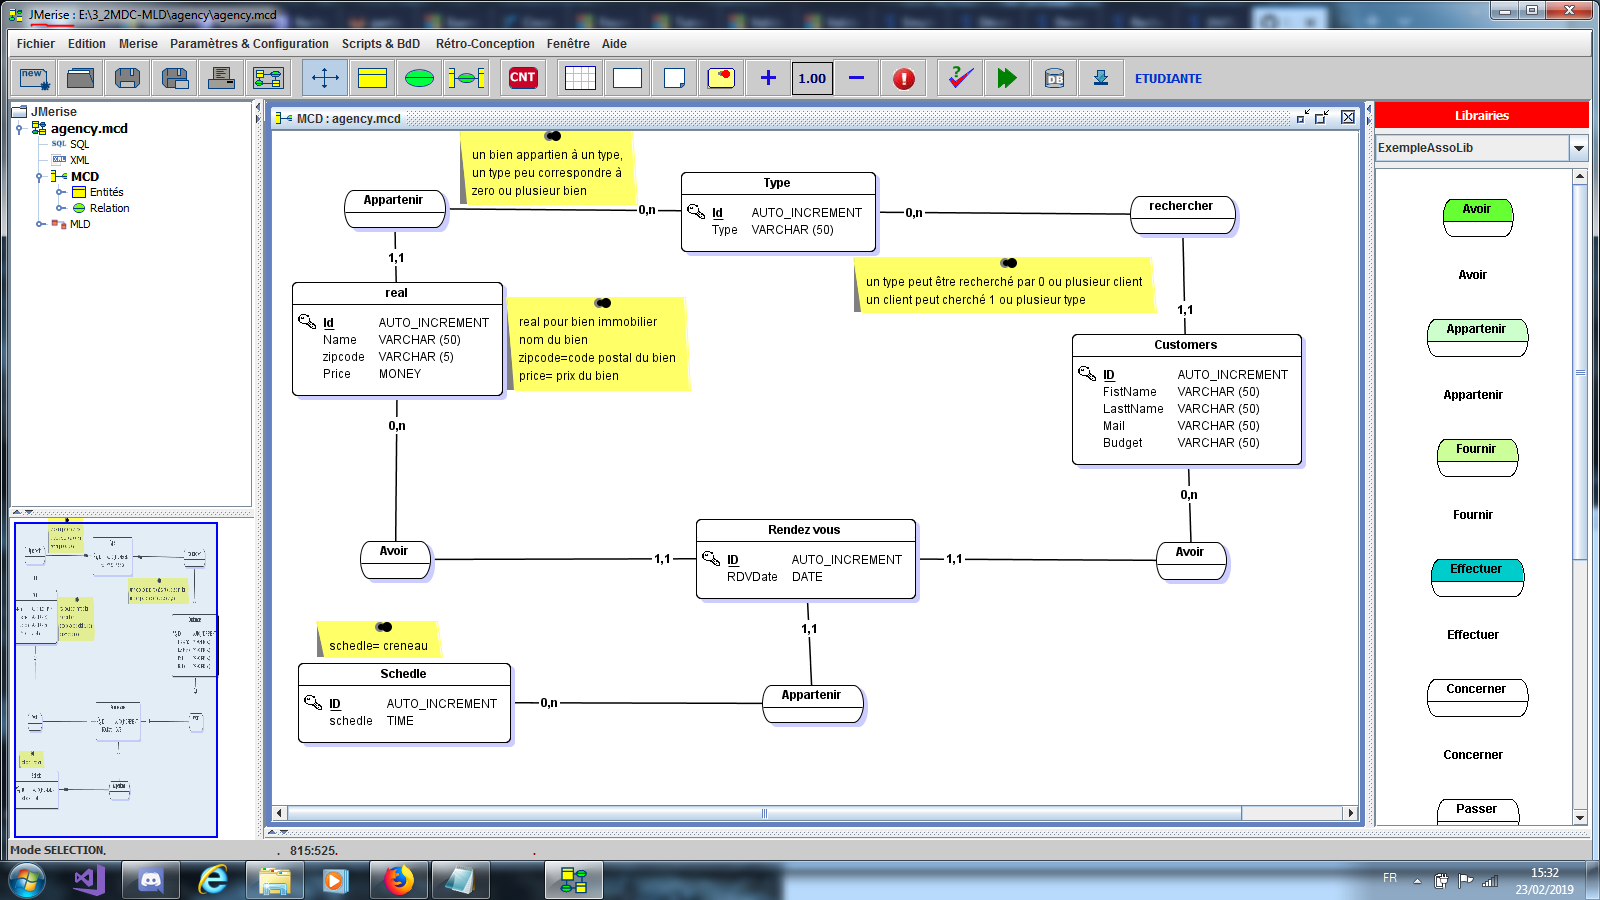 JMerise : E:\3_2MDC-MLD\agency\agency.mcd
Fichier Edition Merise Paramètres & Configuration Scripts & BdD Rétro-Conception Fenêtre Aide
new CNT 1.00 DB ETUDIANTE
JMerise
agency.mcd
SQL SQL
XML XML
MCD
Entités
Relation
MLD
MCD : agency.mcd
un bien appartien à un type,
un type peu correspondre à
zero ou plusieur bien
Appartenir
0,n
Type
Id AUTO_INCREMENT
Type VARCHAR (50)
0,n
rechercher
1,1
un type peut être recherché par 0 ou plusieur client
un client peut cherché 1 ou plusieur type
1,1
real
Id AUTO_INCREMENT
Name VARCHAR (50)
zipcode VARCHAR (5)
Price MONEY
real pour bien immobilier
nom du bien
zipcode=code postal du bien
price= prix du bien
Customers
ID AUTO_INCREMENT
FistName VARCHAR (50)
LasttName VARCHAR (50)
Mail VARCHAR (50)
Budget VARCHAR (50)
0,n
0,n
Avoir
1,1
Rendez vous
ID AUTO_INCREMENT
RDVDate DATE
1,1
Avoir
1,1
schedle= creneau
Schedle
ID AUTO_INCREMENT
schedle TIME
0,n
Appartenir
Librairies
ExempleAssoLib
Avoir
Avoir
Appartenir
Appartenir
Fournir
Fournir
Effectuer
Effectuer
Concerner
Concerner
Passer
Mode SELECTION,
. 815:525. .
FR
15:32
23/02/2019